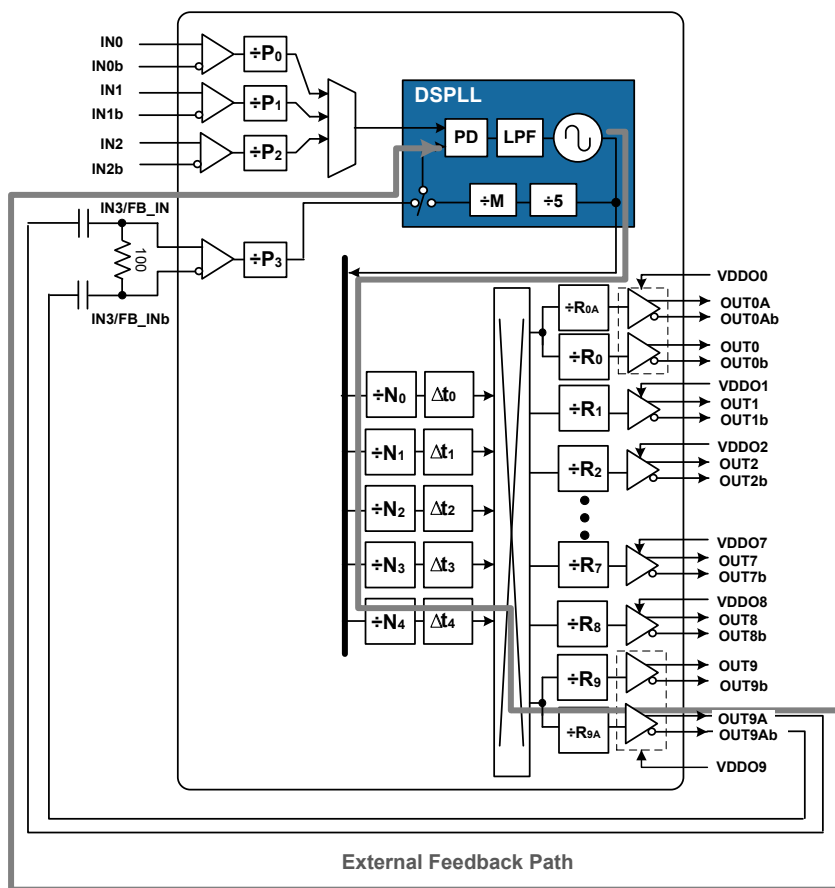 IN0
IN0b
÷P0
IN1
IN1b
÷P1
IN2
IN2b
÷P2
DSPLL
PD
LPF
÷M
÷5
IN3/FB_IN
100
÷P3
IN3/FB_INb
VDDO0
÷R0A
OUT0A
OUT0Ab
÷R0
OUT0
OUT0b
÷N0
Δt0
÷R1
VDDO1
OUT1
OUT1b
÷N1
Δt1
÷R2
VDDO2
OUT2
OUT2b
÷N2
Δt2
÷N3
Δt3
÷R7
VDDO7
OUT7
OUT7b
÷N4
Δt4
÷R8
VDDO8
OUT8
OUT8b
÷R9
OUT9
OUT9b
÷R9A
OUT9A
OUT9Ab
VDDO9
External Feedback Path